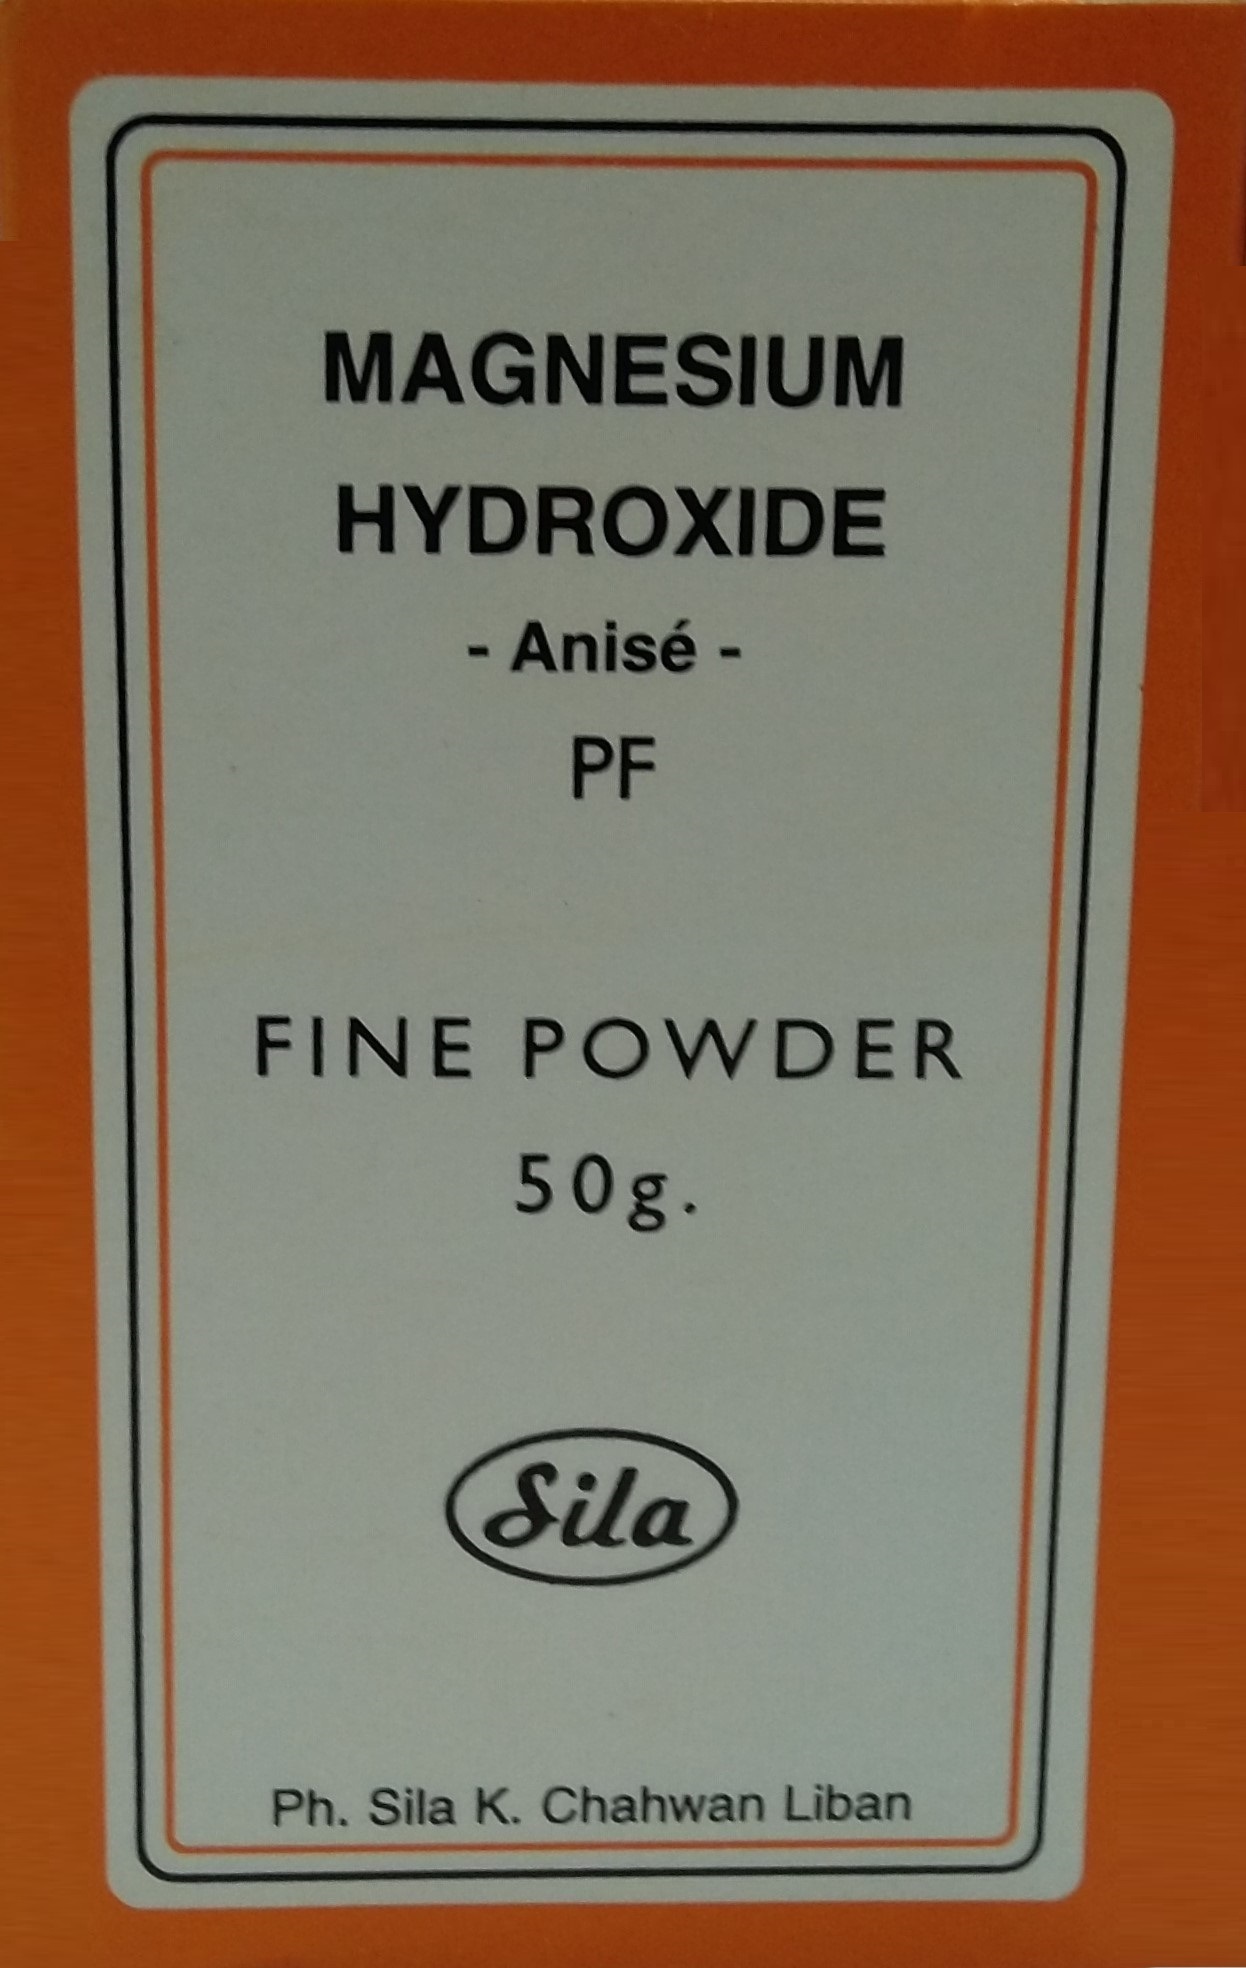 MAGNESIUM
HYDROXIDE
- Anisé -
PF
FINE POWDER
50g.
Sila
Ph. Sila K. Chahwan Liban